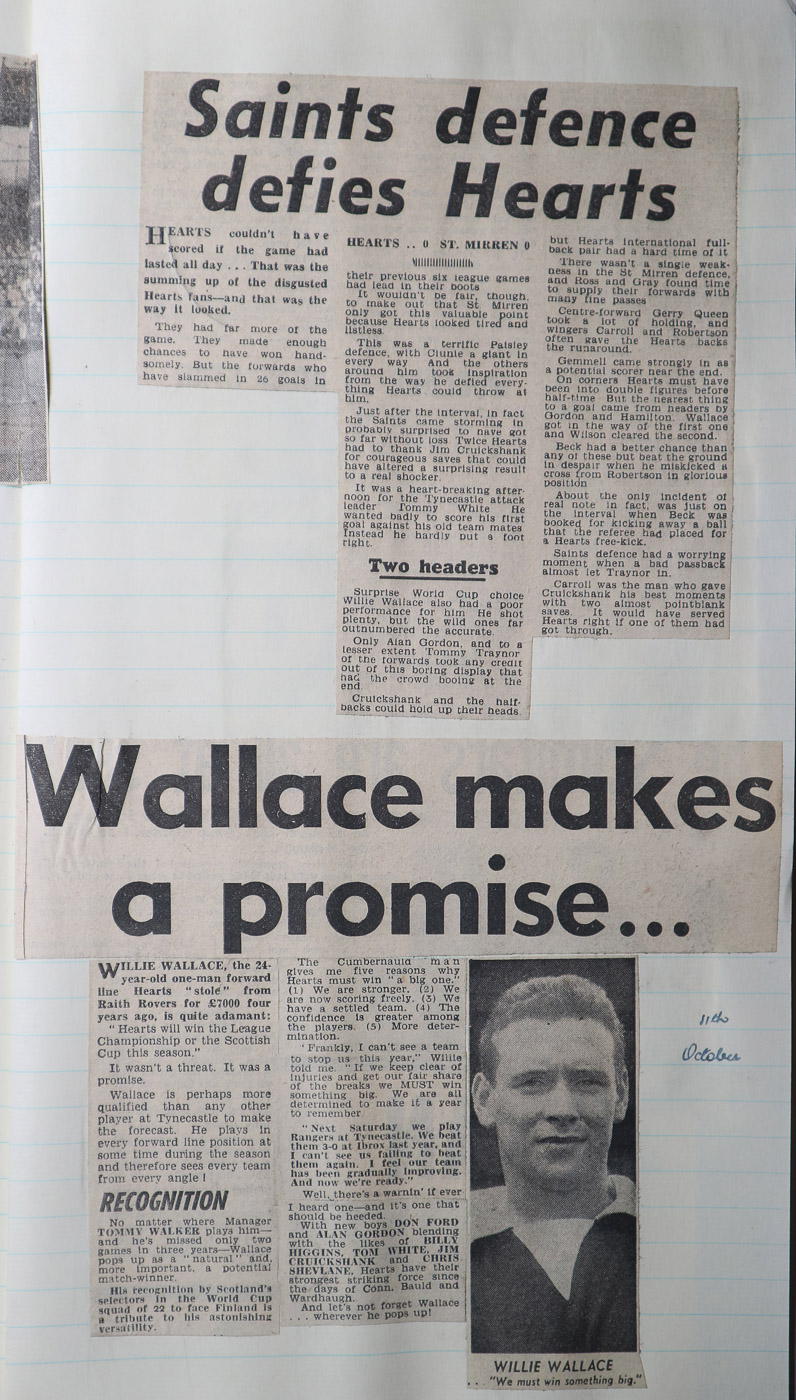 Saints defence
defies Hearts
HEARTS couldn't have
scored if the game had
lasted all day . . . That was the
summing up of the disgusted
Hearts fans—and that was the
way it looked.
They had far more of the
game. They made enough
chances to have won hand-
somely. But the forwards who
have slammed in 26 goals in
HEARTS .. 0 ST. MIRREN 0
their previous six league games
had lead in their boots
It wouldn't be fair, though,
to make out that St Mirren
only got this valuable point
because Hearts looked tired and
listless.
This was a terrific Paisley
defence, with Clunie a giant in
every way And the others
around him took inspiration
from the way he defied every-
thing Hearts could throw at
him.
Just after the interval, in fact
the Saints came storming in
probably surprised to have got
so far without loss Twice Hearts
had to thank Jim Cruickshank
for courageous saves that could
have altered a surprising result
to a real shocker.
It was a heart-breaking after-
noon for the Tynecastle attack
leader Tommy White He
wanted badly to score his first
goal against his old team mates
Instead he hardly put a foot
right.
Two headers
Surprise World Cup choice
Willie Wallace also had a poor
performance for him He shot
plenty, but the wild ones far
outnumbered the accurate.
Only Alan Gordon, and to a
lesser extent Tommy Traynor
of the forwards took any credit
out of this boring display that
had the crowd booing at the
end
Cruickshank and the half-
backs could hold up their heads.
but Hearts international full-
back pair had a hard time of it
There wasn't a single weak-
ness in the St Mirren defence,
and Ross and Gray found time
to supply their forwards with
many fine passes
Centre-forward Gerry Queen
took a lot of holding, and
wingers Carroll and Robertson
often gave the Hearts backs
the runaround.
Gemmell came strongly in as
a potential scorer near the end.
On corners Hearts must have
been into double figures before
half-time But the nearest thing
to a goal came from headers by
Gordon and Hamilton. Wallace
got in the way of the first one
and Wilson cleared the second.
Beck had a better chance than
any of these but beat the ground
in despair when he miskicked a
cross from Robertson in glorious
position
About the only incident of
real note in fact, was just on
the interval when Beck was
booked for kicking away a ball
that the referee had placed for
a Hearts free-kick.
Saints defence had a worrying
moment when a bad passback
almost let Traynor in.
Carroll was the man who gave
Cruickshank his best moments
with two almost pointblank
saves. It would have served
Hearts right if one of them had
got through.
Wallace makes
a promise...
WILLIE WALLACE, the 24-
year-old one-man forward
line Hearts "stole" from
Raith Rovers for £7000 four
years ago, is quite adamant:
"Hearts will win the League
Championship or the Scottish
Cup this season."
It wasn't a threat. It was a
promise.
Wallace is perhaps more
qualified than any other
player at Tynecastle to make
the forecast. He plays in
every forward line position at
some time during the season
and therefore sees every team
from every angle!
RECOGNITION
No matter where Manager
TOMMY WALKER plays him—
and he's missed only two
games in three years—Wallace
pops up as a "natural" and,
more important, a potential
match-winner.
His recognition by Scotland's
selectors in the World Cup
squad of 22 to face Finland is
a tribute to his astonishing
versatility.
The Cumbernauld man
gives me five reasons why
Hearts must win "a big one."
(1) We are stronger. (2) We
are now scoring freely. (3) We
have a settled team. (4) The
confidence is greater among
the players. (5) More deter-
mination.
"Frankly, I can't see a team
to stop us this year," Willie
told me. "If we keep clear of
injuries and get our fair share
of the breaks we MUST win
something big. We are all
determined to make it a year
to remember
"Next Saturday we play
Rangers at Tynecastle. We beat
them 3-0 at Ibrox last year, and
I can't see us failing to beat
them again. I feel our team
has been gradually improving.
And now we're ready."
Well, there's a warnin' if ever
I heard one—and it's one that
should be heeded.
With new boys DON FORD
and ALAN GORDON blending
with the likes of BILLY
HIGGINS, TOM WHITE, JIM
CRUICKSHANK and CHRIS
SHEVLANE, Hearts have their
strongest striking force since
the days of Conn, Bauld and
Wardhaugh.
And let's not forget Wallace
. . . wherever he pops up!
WILLIE WALLACE
. . . "We must win something big."
11th
October